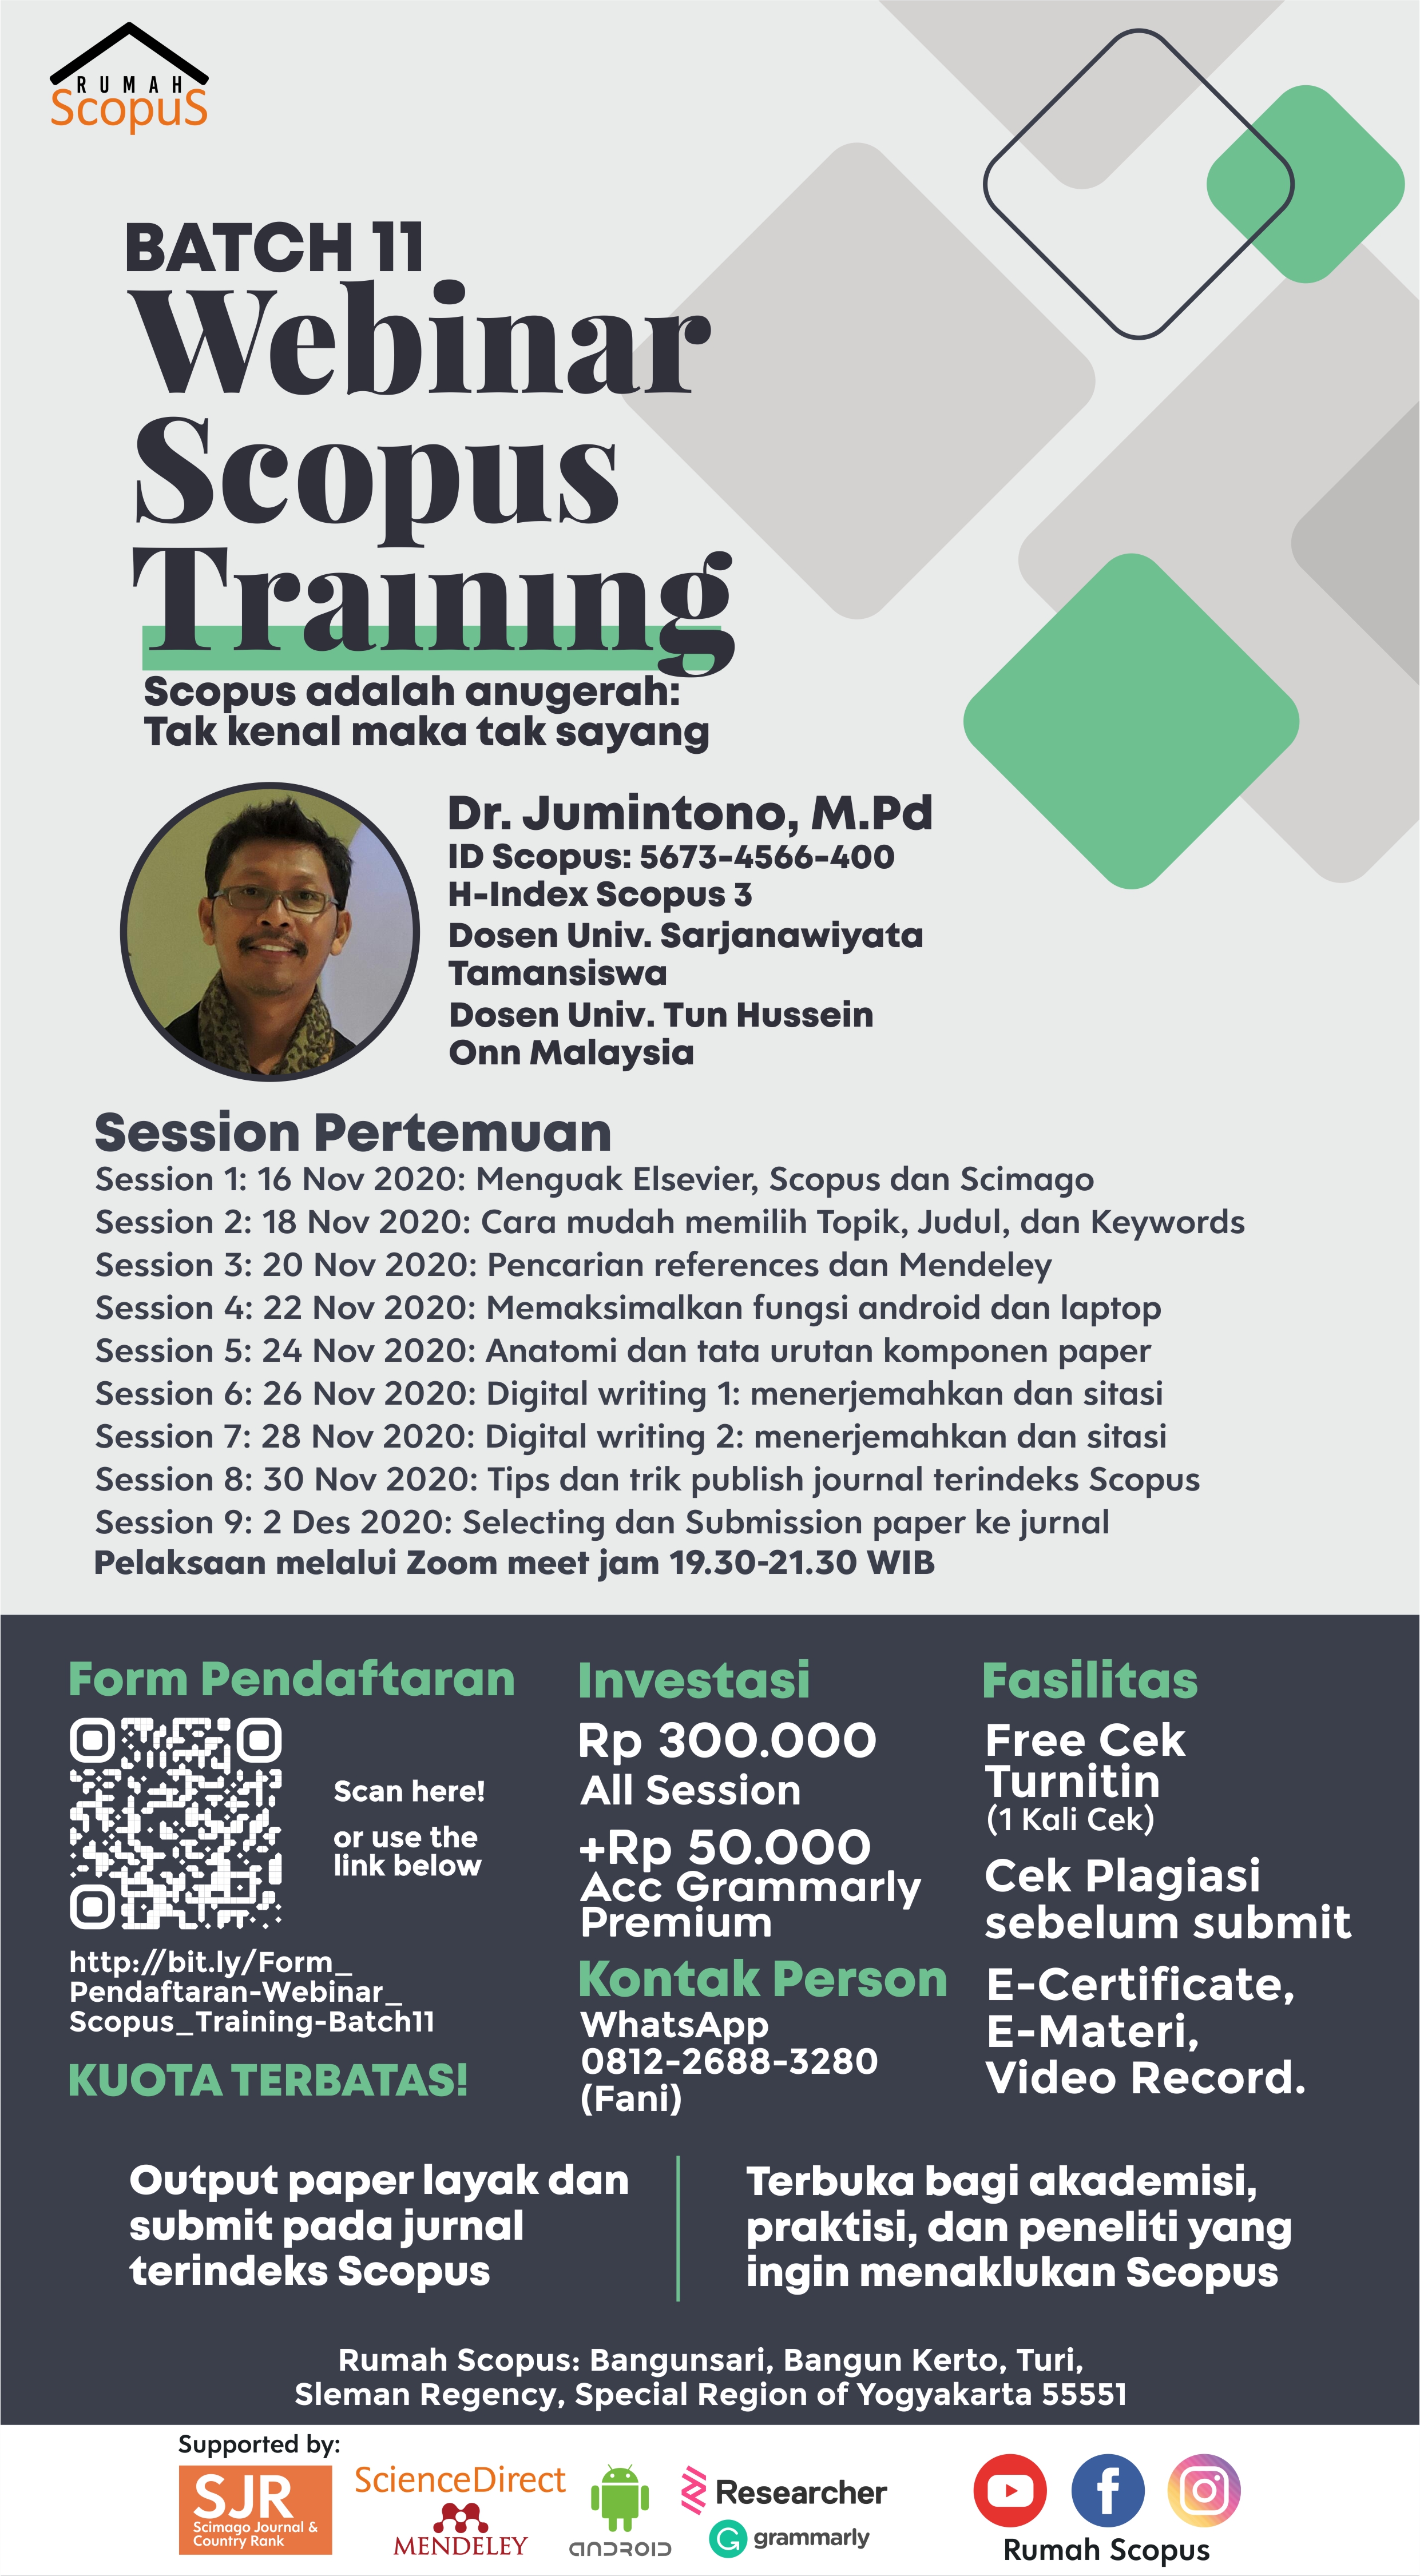 RUMAH
ScopuS
BATCH 11
Webinar
Scopus
Training
Scopus adalah anugerah:
Tak kenal maka tak sayang
Dr. Jumintono, M.Pd
ID Scopus: 5673-4566-400
H-Index Scopus 3
Dosen Univ. Sarjanawiyata
Tamansiswa
Dosen Univ. Tun Hussein
Onn Malaysia
Session Pertemuan
Session 1: 16 Nov 2020: Menguak Elsevier, Scopus dan Scimago
Session 2: 18 Nov 2020: Cara mudah memilih Topik, Judul, dan Keywords
Session 3: 20 Nov 2020: Pencarian references dan Mendeley
Session 4: 22 Nov 2020: Memaksimalkan fungsi android dan laptop
Session 5: 24 Nov 2020: Anatomi dan tata urutan komponen paper
Session 6: 26 Nov 2020: Digital writing 1: menerjemahkan dan sitasi
Session 7: 28 Nov 2020: Digital writing 2: menerjemahkan dan sitasi
Session 8: 30 Nov 2020: Tips dan trik publish journal terindeks Scopus
Session 9: 2 Des 2020: Selecting dan Submission paper ke jurnal
Pelaksaan melalui Zoom meet jam 19.30-21.30 WIB
Form Pendaftaran
Scan here!
or use the
link below
http://bit.ly/Form_
Pendaftaran-Webinar_
Scopus_Training-Batch11
KUOTA TERBATAS!
Investasi
Rp 300.000
All Session
+Rp 50.000
Acc Grammarly
Premium
Kontak Person
WhatsApp
0812-2688-3280
(Fani)
Fasilitas
Free Cek
Turnitin
(1 Kali Cek)
Cek Plagiasi
sebelum submit
E-Certificate,
E-Materi,
Video Record.
Output paper layak dan
submit pada jurnal
terindeks Scopus
Terbuka bagi akademisi,
praktisi, dan peneliti yang
ingin menaklukan Scopus
Rumah Scopus: Bangunsari, Bangun Kerto, Turi,
Sleman Regency, Special Region of Yogyakarta 55551
Supported by:
SJR
Scimago Journal &
Country Rank
ScienceDirect
MENDELEY
ANDROID
Researcher
grammarly
Rumah Scopus